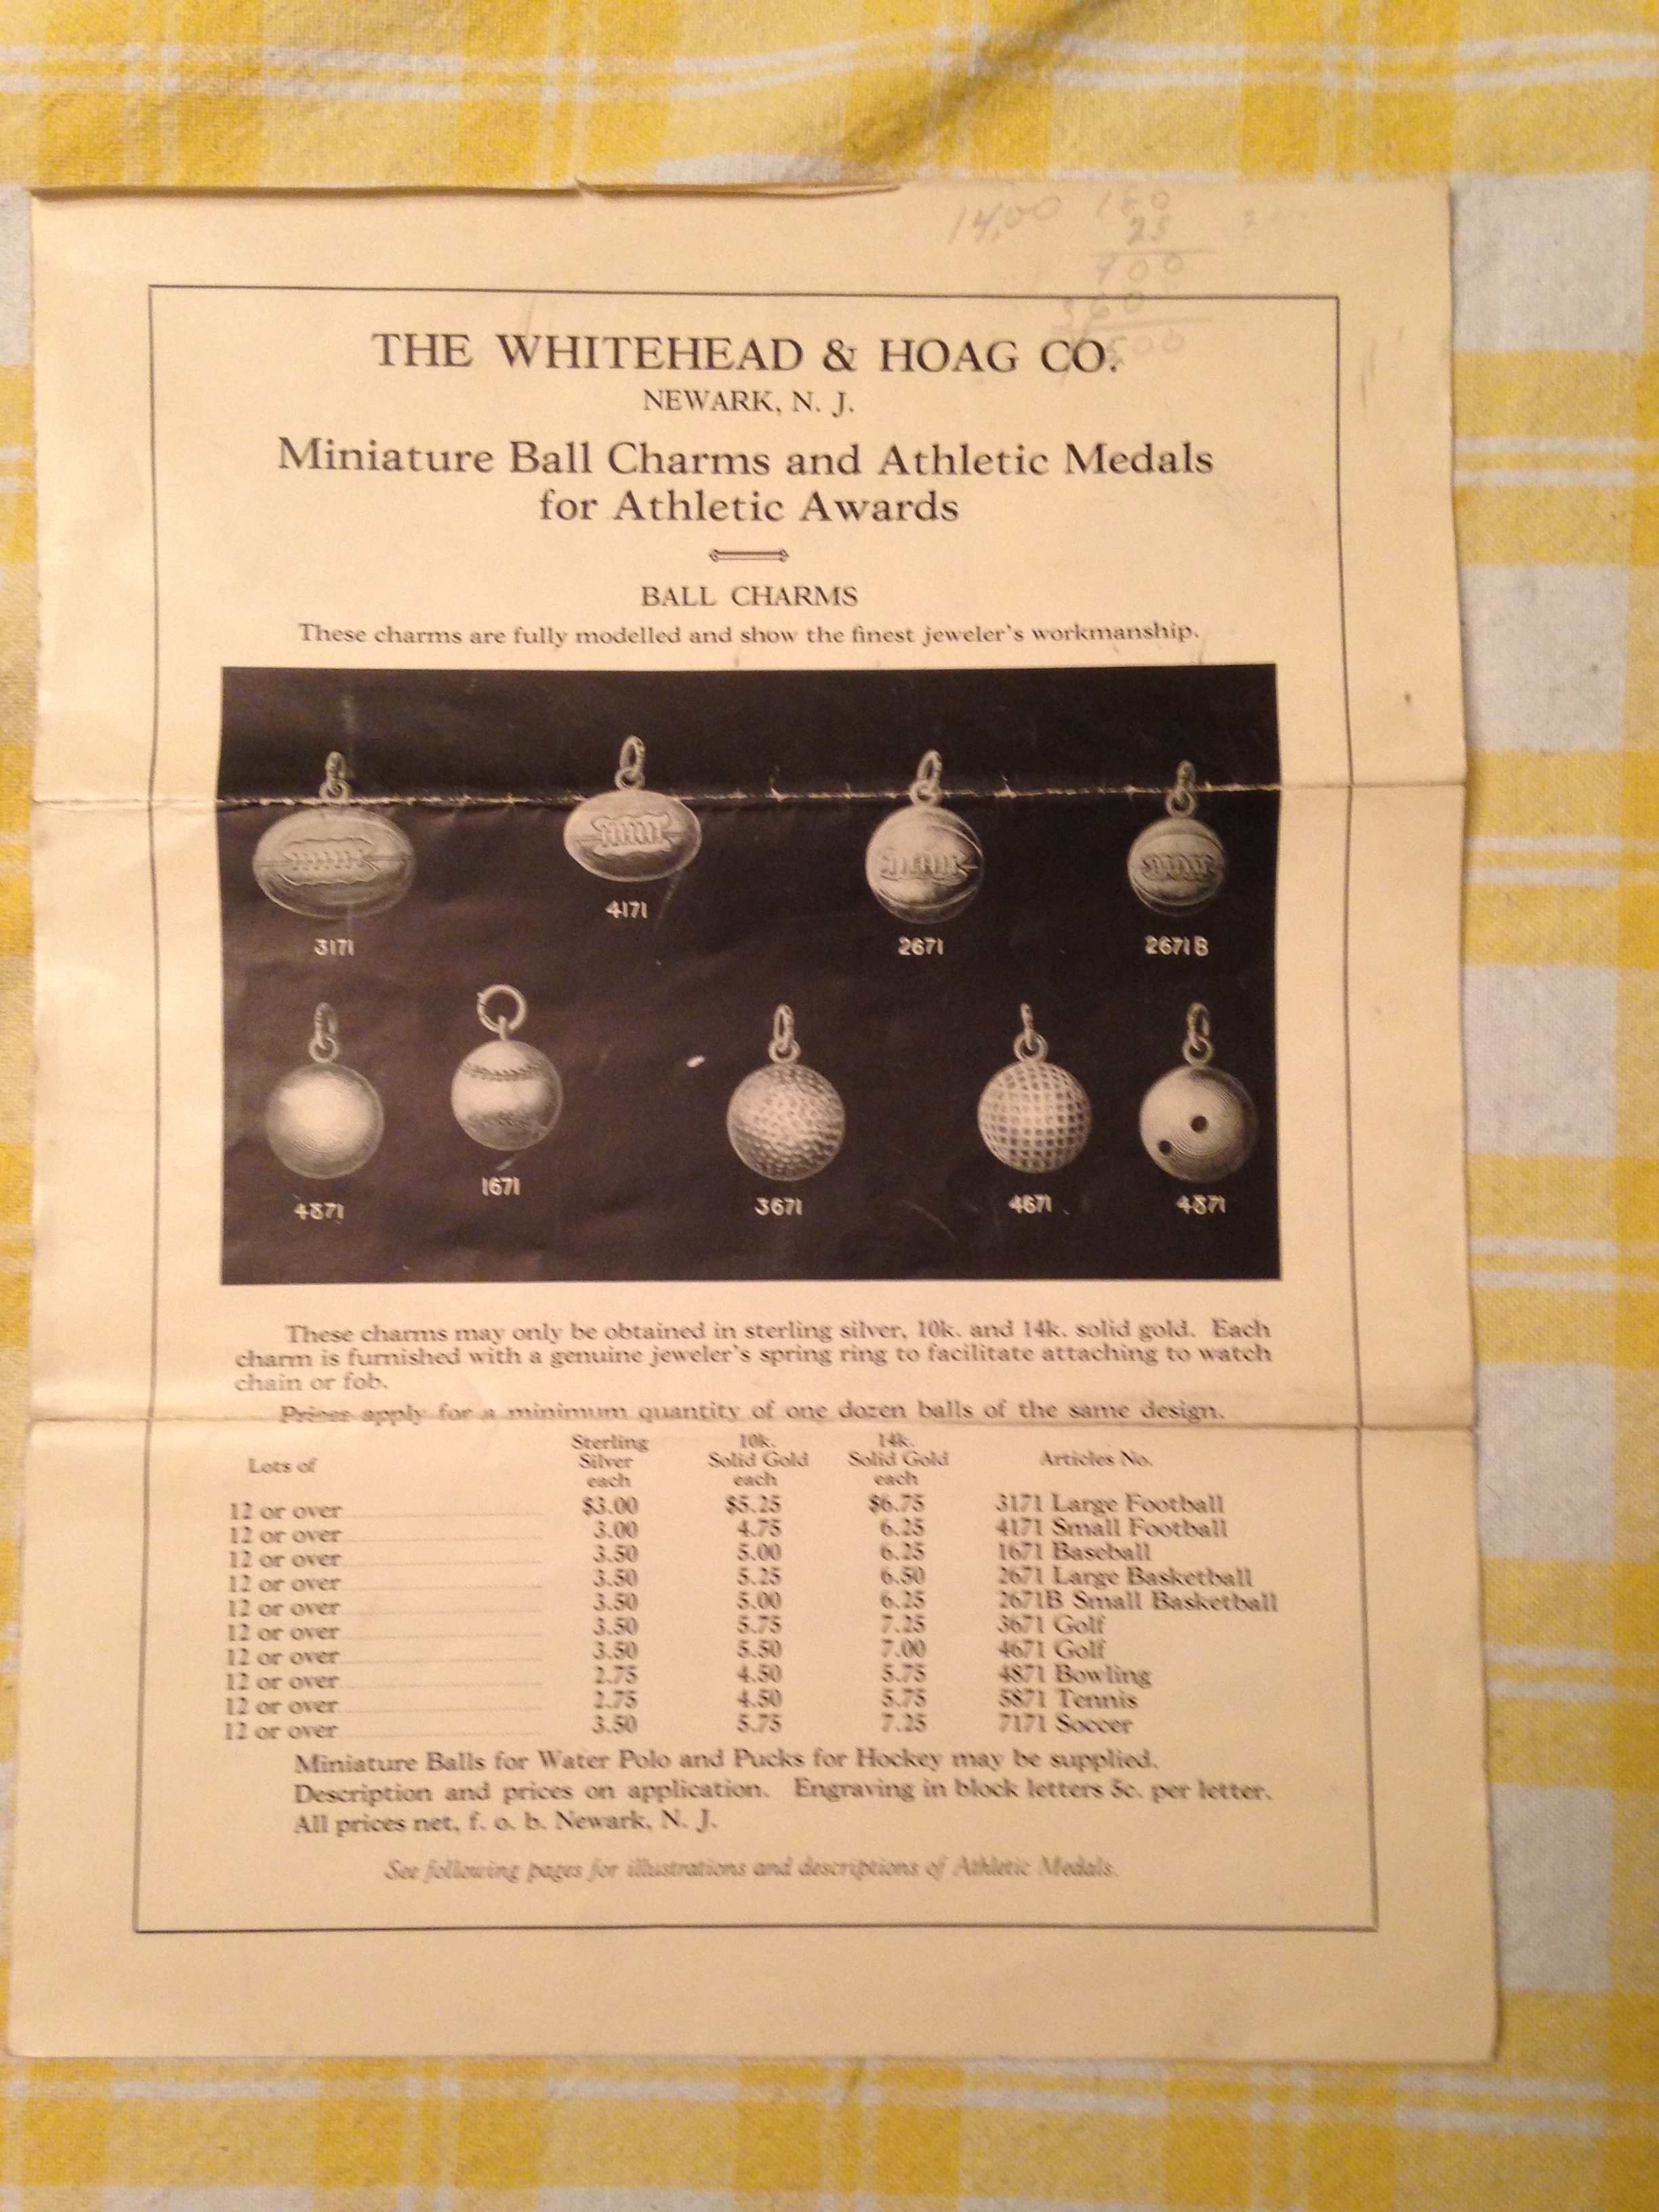 14.00 180
25
THE WHITEHEAD & HOAG CO.
NEWARK, N. J.
Miniature Ball Charms and Athletic Medals
for Athletic Awards
BALL CHARMS
These charms are fully modelled and show the finest jeweler's workmanship.
3171
4171
2671
2671B
4871
1671
3671
4671
4871
These charms may only be obtained in sterling silver, 10k. and 14k. solid gold. Each
charm is furnished with a genuine jeweler's spring ring to facilitate attaching to watch
chain or fob.
Prices apply for a minimum quantity of one dozen balls of the same design.
Lots of Sterling Silver each 10k. Solid Gold each 14k. Solid Gold each Articles No.
12 or over $3.00 $5.25 $6.75 3171 Large Football
12 or over 3.00 4.75 6.25 4171 Small Football
12 or over 3.50 5.00 6.25 1671 Baseball
12 or over 3.50 5.25 6.50 2671 Large Basketball
12 or over 3.50 5.00 6.25 2671B Small Basketball
12 or over 3.50 5.75 7.25 3671 Golf
12 or over 3.50 5.50 7.00 4671 Golf
12 or over 2.75 4.50 5.75 4871 Bowling
12 or over 2.75 4.50 5.75 5871 Tennis
12 or over 3.50 5.75 7.25 7171 Soccer
Miniature Balls for Water Polo and Pucks for Hockey may be supplied.
Description and prices on application. Engraving in block letters 5c. per letter.
All prices net, f. o. b. Newark, N. J.
See following pages for illustrations and descriptions of Athletic Medals.